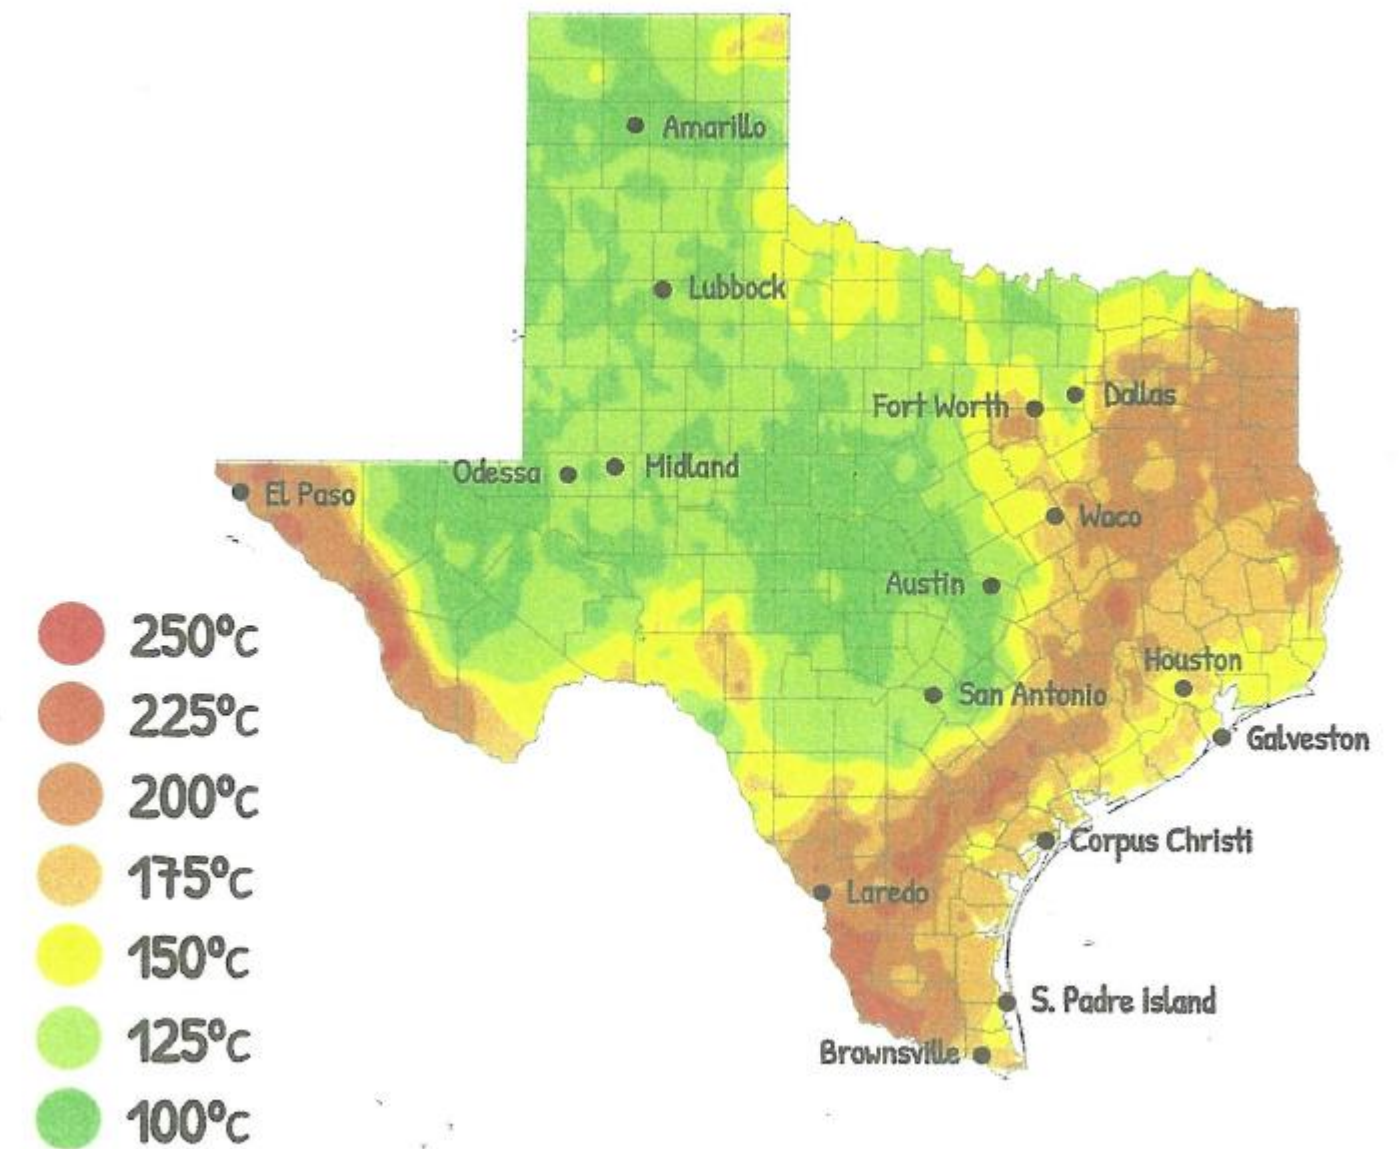 Amarillo
Lubbock
Fort Worth
Dallas
Odessa
Midland
El Paso
Waco
Austin
Houston
San Antonio
Galveston
Corpus Christi
Laredo
S. Padre island
Brownsville
250°c
225°c
200°c
175°c
150°c
125°c
100°c